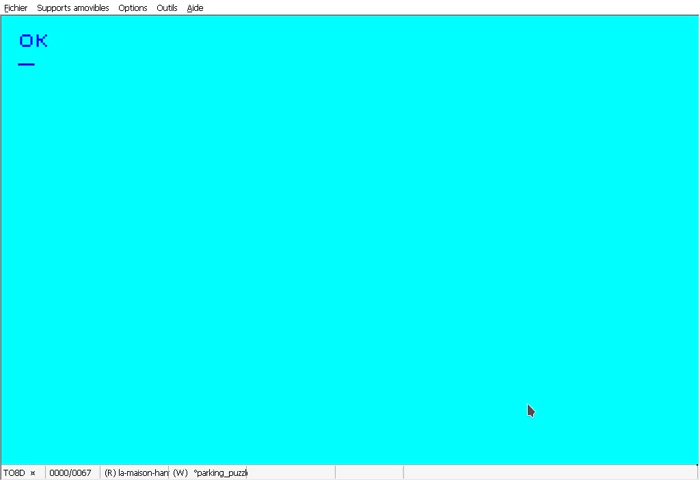 Fichier Supports amovibles Options Outils Aide
OK
TO8D 0000/0067 (R) la-maison-han (W) °parking_puzzl